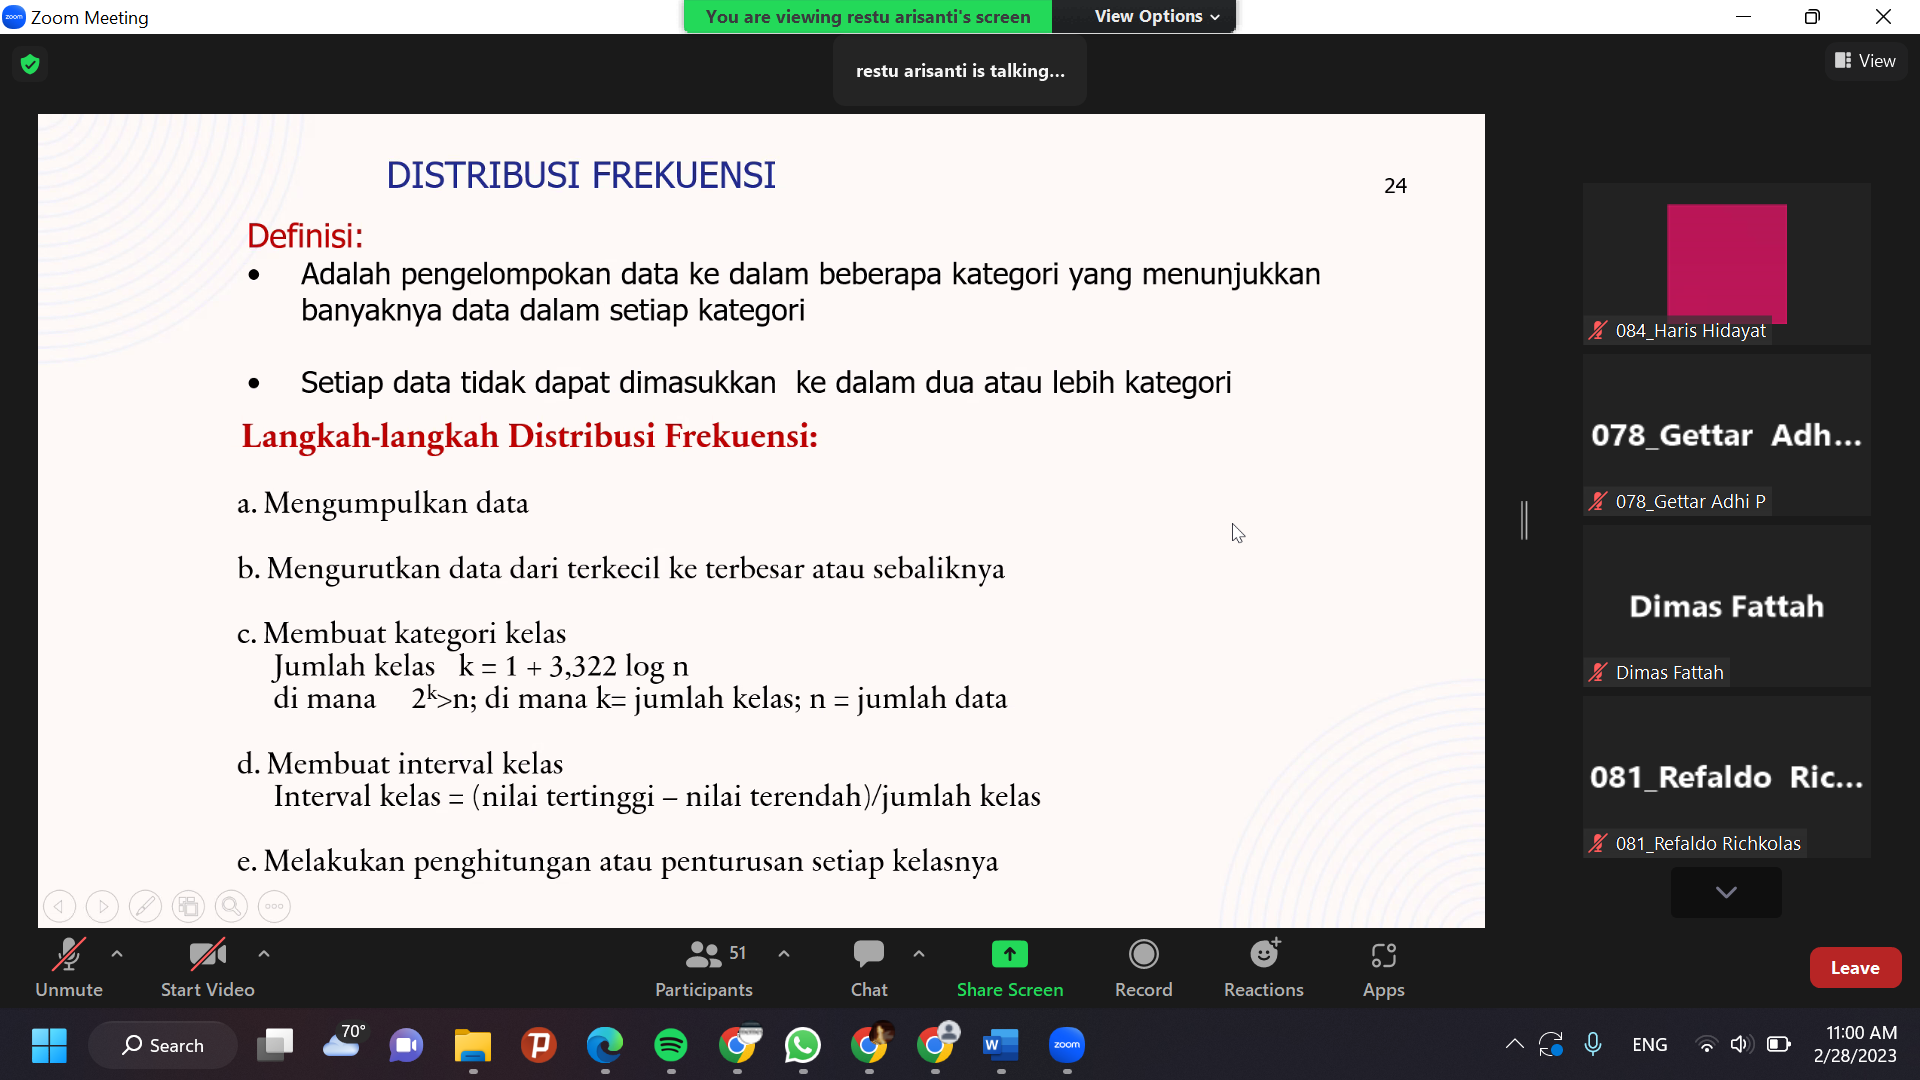 zoom
Zoom Meeting
You are viewing restu arisanti's screen
View Options
restu arisanti is talking...
View
DISTRIBUSI FREKUENSI
24
Definisi:
• Adalah pengelompokan data ke dalam beberapa kategori yang menunjukkan
banyaknya data dalam setiap kategori
• Setiap data tidak dapat dimasukkan ke dalam dua atau lebih kategori
Langkah-langkah Distribusi Frekuensi:
a. Mengumpulkan data
b. Mengurutkan data dari terkecil ke terbesar atau sebaliknya
c. Membuat kategori kelas
Jumlah kelas k = 1 + 3,322 log n
di mana 2ᵏ>n; di mana k= jumlah kelas; n = jumlah data
d. Membuat interval kelas
Interval kelas = (nilai tertinggi – nilai terendah)/jumlah kelas
e. Melakukan penghitungan atau penturusan setiap kelasnya
084_Haris Hidayat
078_Gettar Adh...
078_Gettar Adhi P
Dimas Fattah
Dimas Fattah
081_Refaldo Ric...
081_Refaldo Richkolas
Unmute
Start Video
51
Participants
Chat
Share Screen
Record
Reactions
Apps
Leave
Search
70°
W
zoom
ENG
11:00 AM
2/28/2023